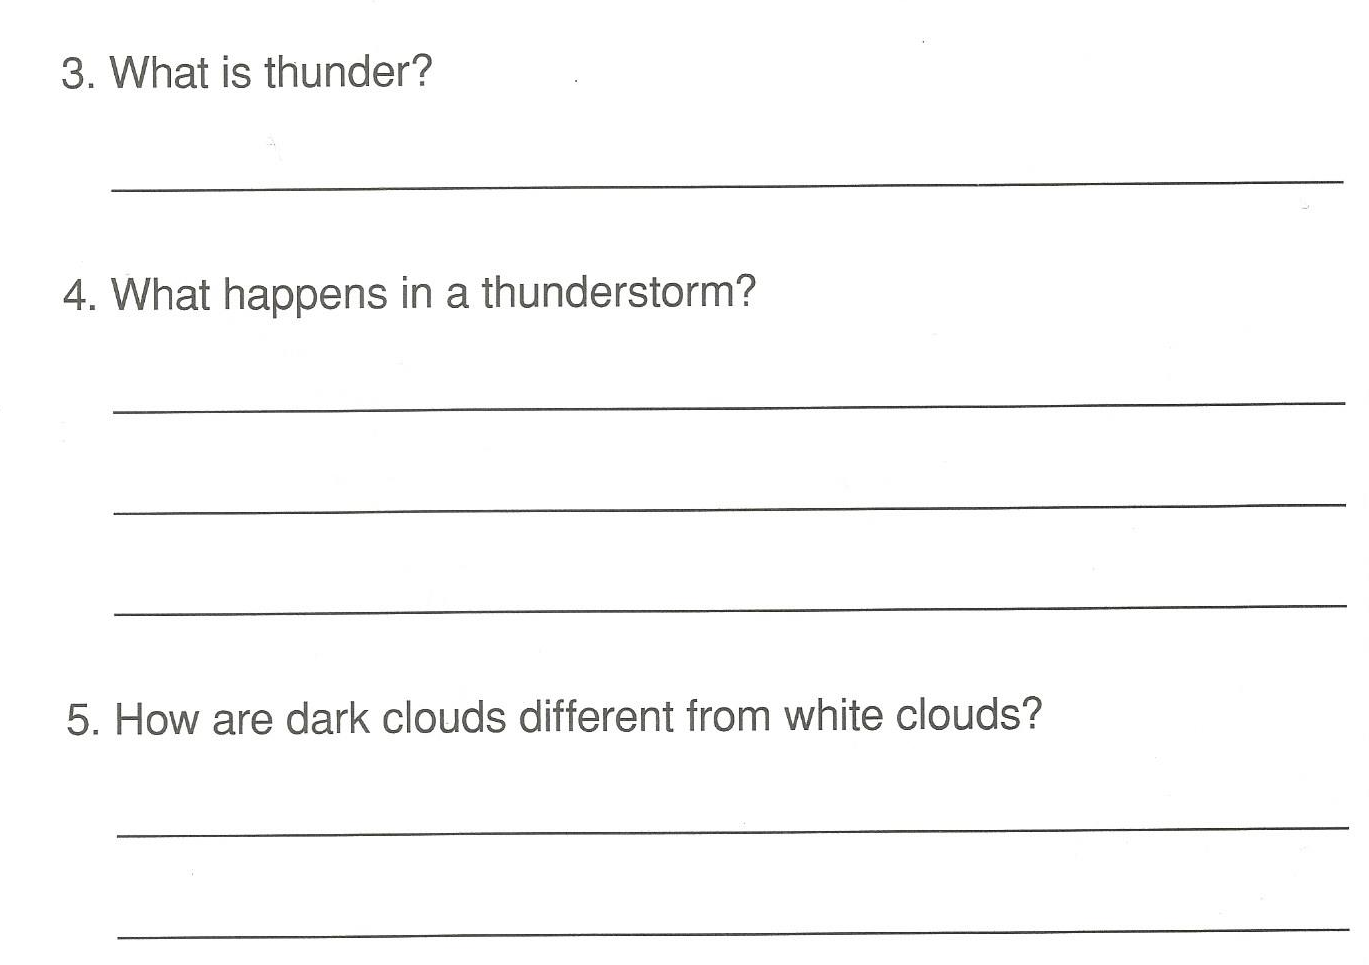 3. What is thunder?
4. What happens in a thunderstorm?
5. How are dark clouds different from white clouds?